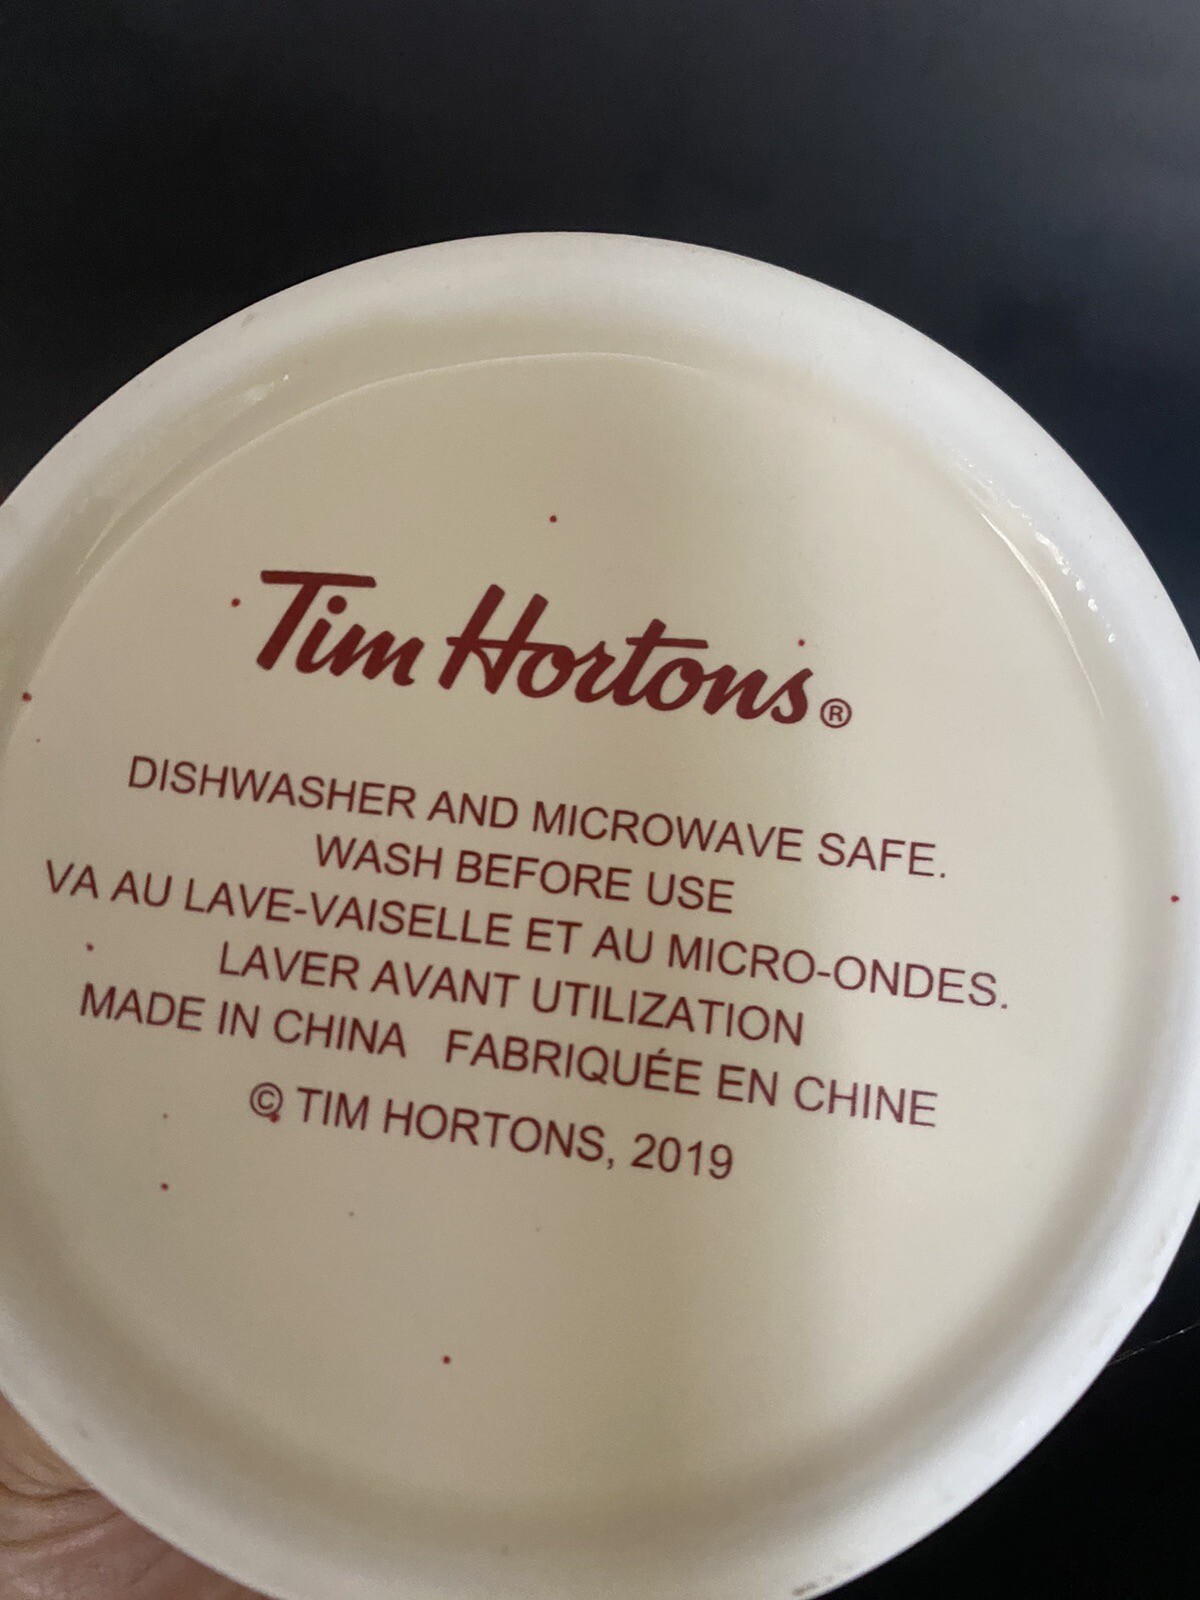 Tim Hortons®
DISHWASHER AND MICROWAVE SAFE.
WASH BEFORE USE
VA AU LAVE-VAISELLE ET AU MICRO-ONDES.
LAVER AVANT UTILIZATION
MADE IN CHINA FABRIQUÉE EN CHINE
© TIM HORTONS, 2019